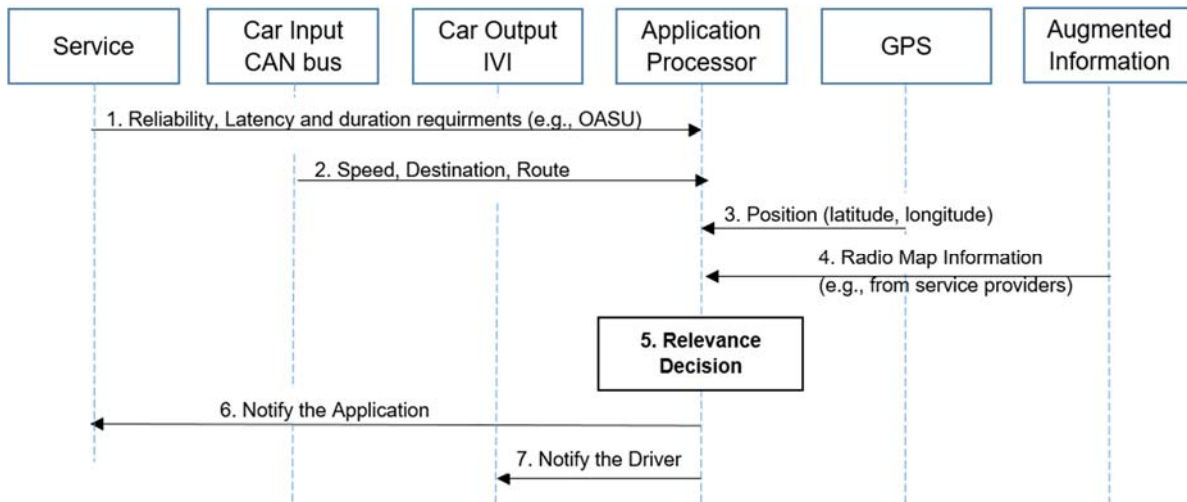 Service
Car Input
CAN bus
Car Output
IVI
Application
Processor
GPS
Augmented
Information
1. Reliability, Latency and duration requirments (e.g., OASU)
2. Speed, Destination, Route
3. Position (latitude, longitude)
4. Radio Map Information
(e.g., from service providers)
5. Relevance
Decision
6. Notify the Application
7. Notify the Driver